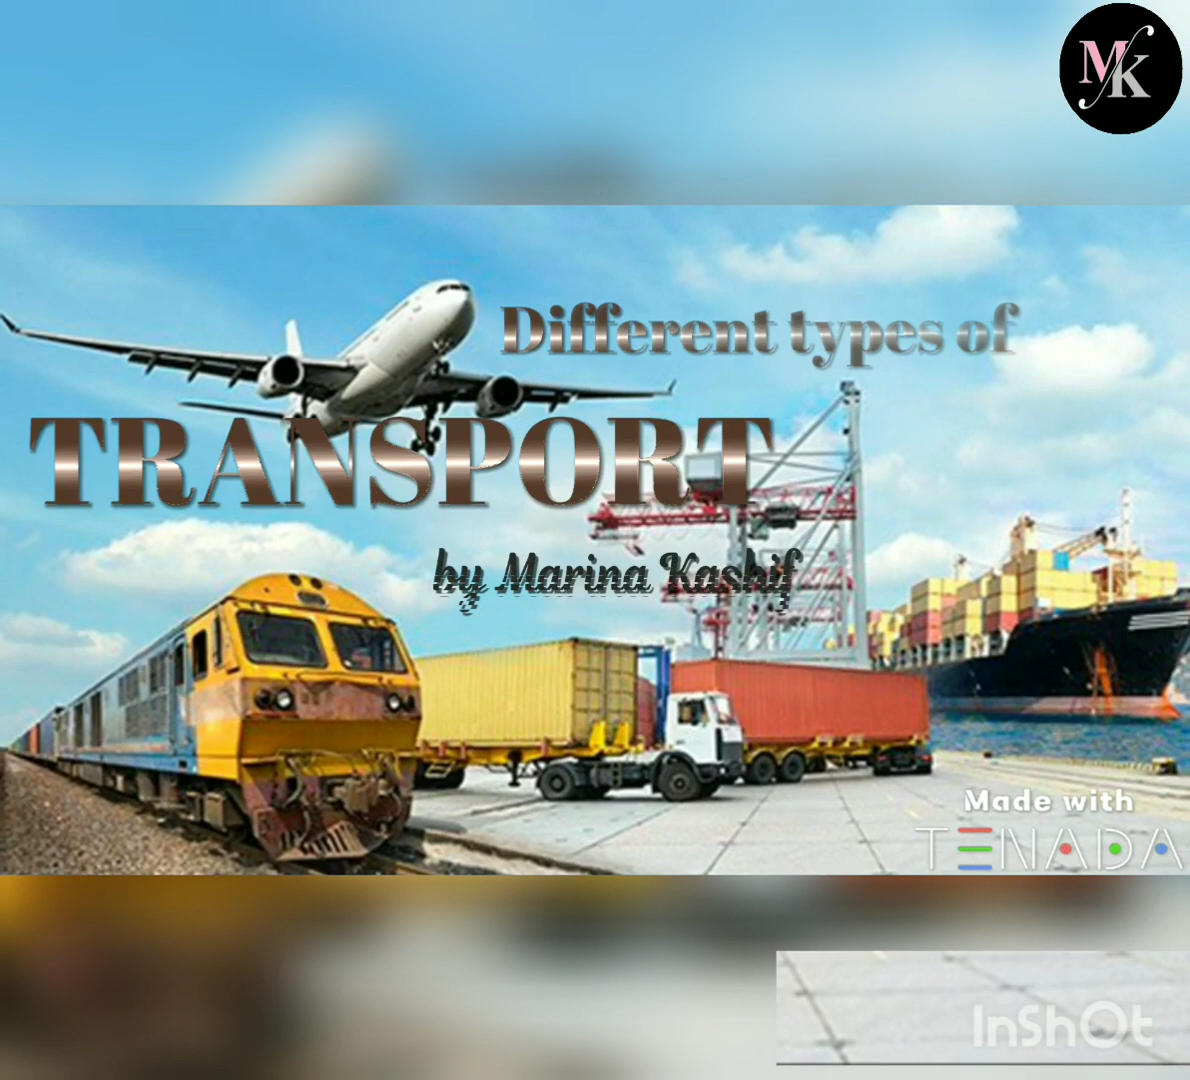 MK
Different types of
TRANSPORT
by Marina Kashif
Made with
TENADA
InShOt